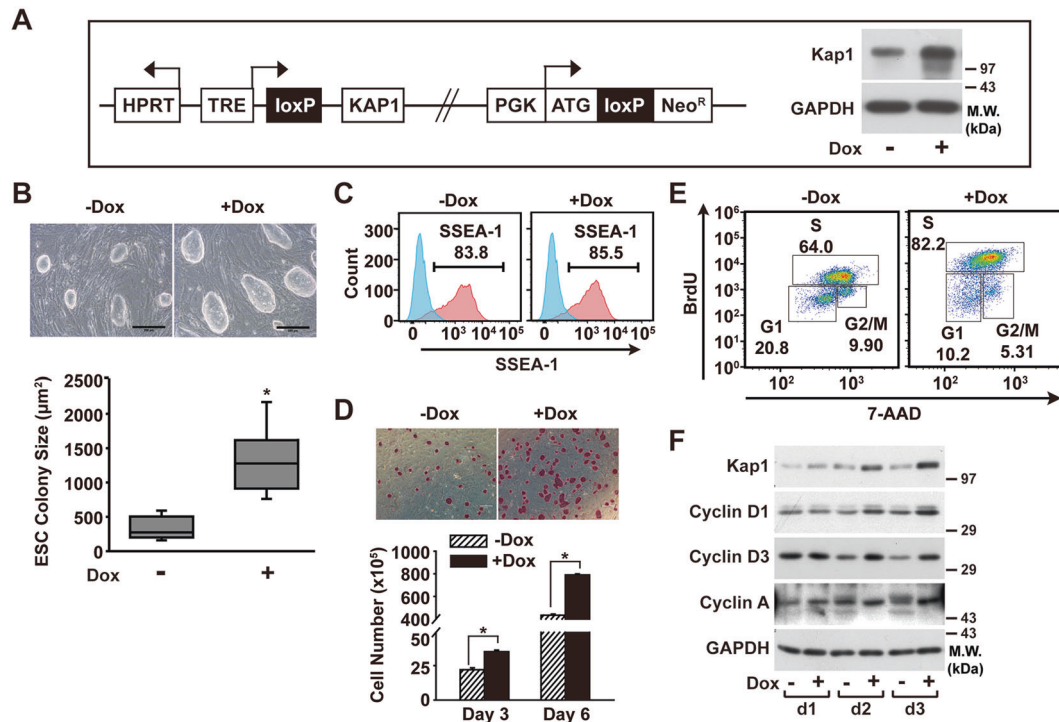 A
HPRT TRE loxP KAP1 // PGK ATG loxP Neoᴿ
Kap1
97
43
GAPDH
M.W.
(kDa)
Dox - +
B
-Dox +Dox
ESC Colony Size (µm²)
2500
2000
1500
1000
500
0
*
Dox - +
C
-Dox +Dox
Count
300
200
100
0
SSEA-1
83.8
SSEA-1
85.5
0 10³ 10⁴ 10⁵ 0 10³ 10⁴ 10⁵
SSEA-1
D
-Dox +Dox
-Dox
+Dox
Cell Number (x10⁵)
1000
800
600
400
50
25
0
*
*
Day 3 Day 6
E
-Dox +Dox
BrdU
10⁶
10⁵
10⁴
10³
10²
10¹
10⁰
S
64.0
G1
20.8
G2/M
9.90
S
82.2
G1
10.2
G2/M
5.31
10² 10³ 10² 10³
7-AAD
F
Kap1
97
Cyclin D1
29
Cyclin D3
29
Cyclin A
43
43
GAPDH
M.W.
(kDa)
Dox - + - + - +
d1 d2 d3